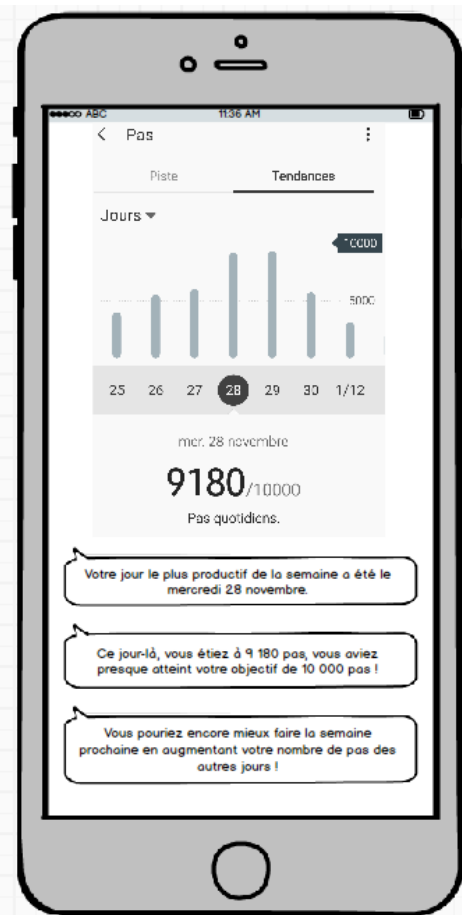 ABC 11:36 AM
< Pas
Piste Tendances
Jours
10000
5000
25 26 27 28 29 30 1/12
mer. 28 novembre
9180/10000
Pas quotidiens.
Votre jour le plus productif de la semaine a été le
mercredi 28 novembre.
Ce jour-là, vous étiez à 9 180 pas, vous aviez
presque atteint votre objectif de 10 000 pas !
Vous pouriez encore mieux faire la semaine
prochaine en augmentant votre nombre de pas des
autres jours !